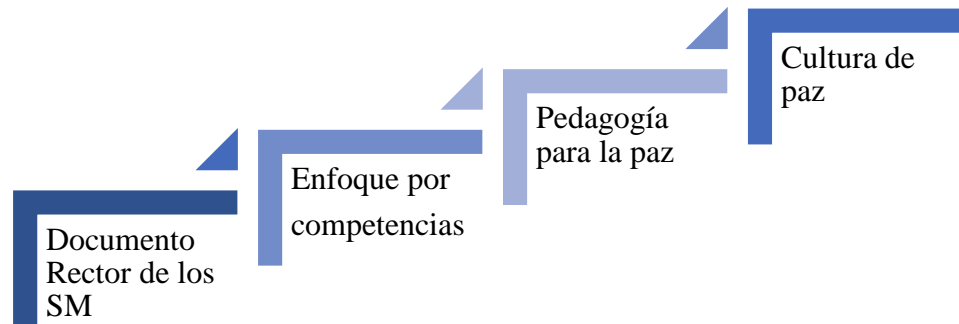 Documento
Rector de los
SM
Enfoque por
competencias
Pedagogía
para la paz
Cultura de
paz